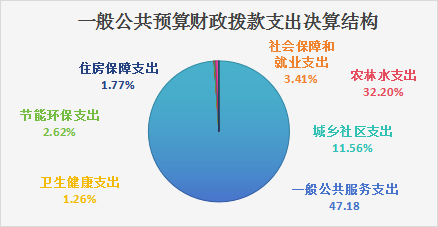 一般公共预算财政拨款支出决算结构
社会保障和
就业支出
3.41%
住房保障支出
1.77%
农林水支出
32.20%
节能环保支出
2.62%
城乡社区支出
11.56%
卫生健康支出
1.26%
一般公共服务支出
47.18